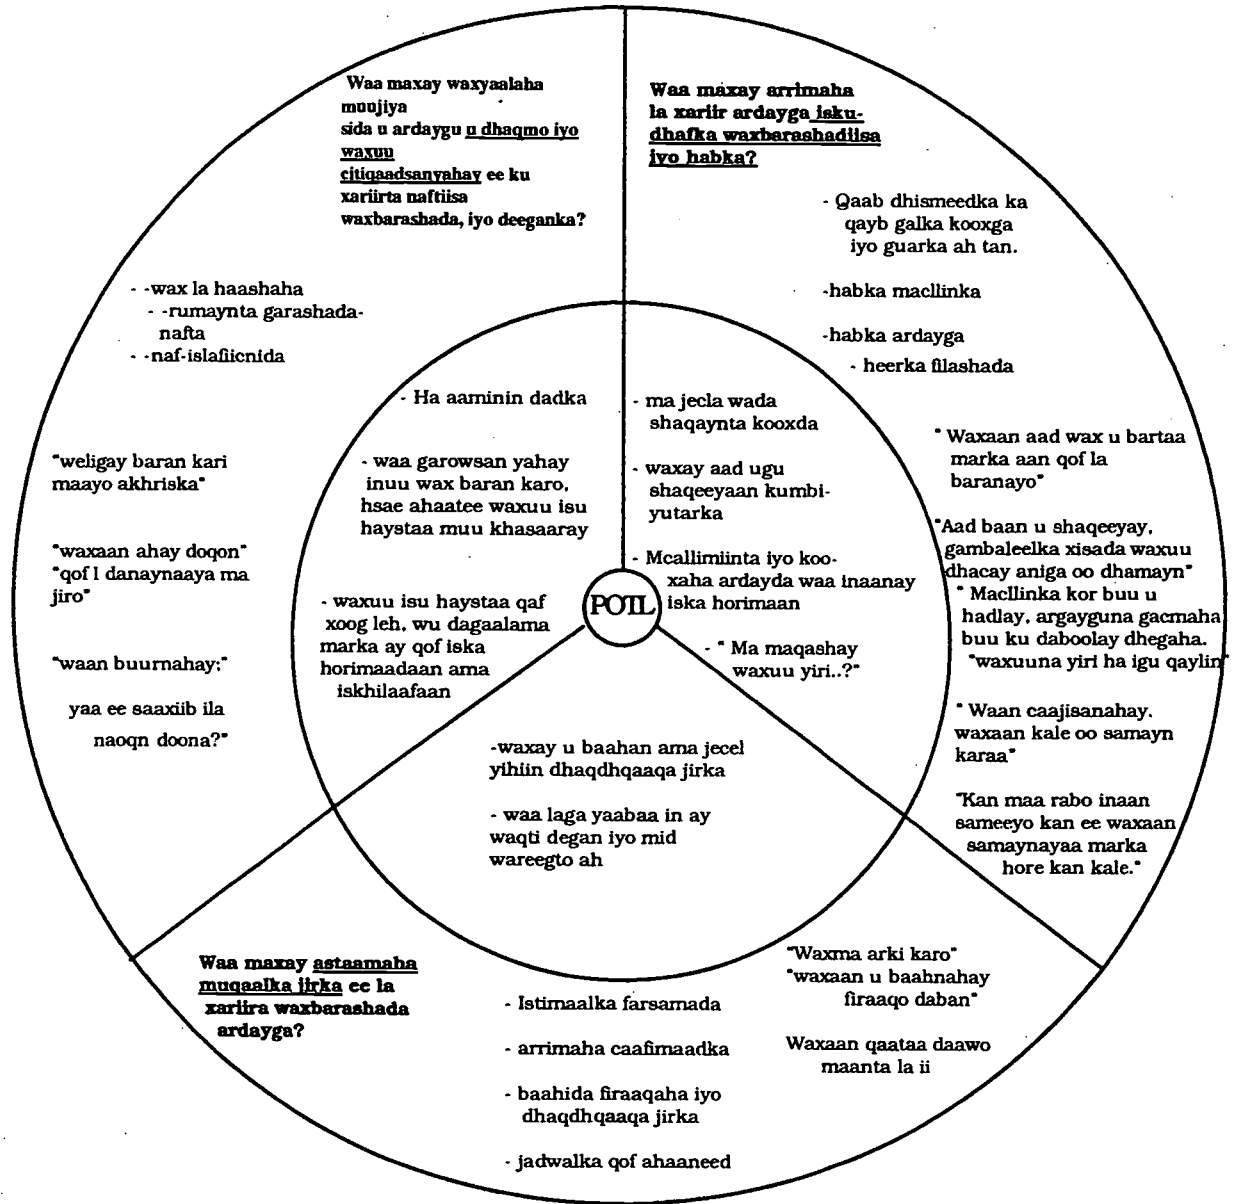 Waa maxay waxyaalaha
muujiya
sida u ardaygu u dhaqmo iyo
waxuu
citiqaadsanyahay ee ku
xariirta naftiisa
waxbarashada, iyo deeganka?
- -wax la haashaha
- -rumaynta garashada-
nafta
- -naf-islafiicnida
"weligay baran kari
maayo akhriska"
"waxaan ahay doqon"
"qof l danaynaaya ma
jiro"
"waan buurnahay:"
yaa ee saaxiib ila
naoqn doona?"
Waa maxay arrimaha
la xariir ardayga isku-
dhafka waxbarashadiisa
iyo habka?
- Qaab dhismeedka ka
qayb galka kooxga
iyo guarka ah tan.
-habka macllinka
-habka ardayga
- heerka filashada
" Waxaan aad wax u bartaa
marka aan qof la
baranayo"
"Aad baan u shaqeeyay,
gambaleelka xisada waxuu
dhacay aniga oo dhamayn"
" Macllinka kor buu u
hadlay, argayguna gacmaha
buu ku daboolay dhegaha.
"waxuuna yiri ha igu qaylin"
" Waan caajisanahay,
waxaan kale oo samayn
karaa"
"Kan maa rabo inaan
sameeyo kan ee waxaan
samaynayaa marka
hore kan kale."
- Ha aaminin dadka
- waa garowsan yahay
inuu wax baran karo,
hsae ahaatee waxuu isu
haystaa muu khasaaray
- waxuu isu haystaa qaf
xoog leh, wu dagaalama
marka ay qof iska
horimaadaan ama
iskhilaafaan
- ma jecla wada
shaqaynta kooxda
- waxay aad ugu
shaqeeyaan kumbi-
yutarka
- Mcallimiinta iyo koo-
xaha ardayda waa inaanay
iska horimaan
- " Ma maqashay
waxuu yiri..?"
POTL
-waxay u baahan ama jecel
yihiin dhaqdhqaaqa jirka
- waa laga yaabaa in ay
waqti degan iyo mid
wareegto ah
Waa maxay astaamaha
muqaalka jirka ee la
xariira waxbarashada
ardayga?
- Istimaalka farsamada
- arrimaha caafimaadka
- baahida firaaqaha iyo
dhaqdhqaaqa jirka
- jadwalka qof ahaaneed
"Waxma arki karo"
"waxaan u baahnahay
firaaqo daban"
Waxaan qaataa daawo
maanta la ii